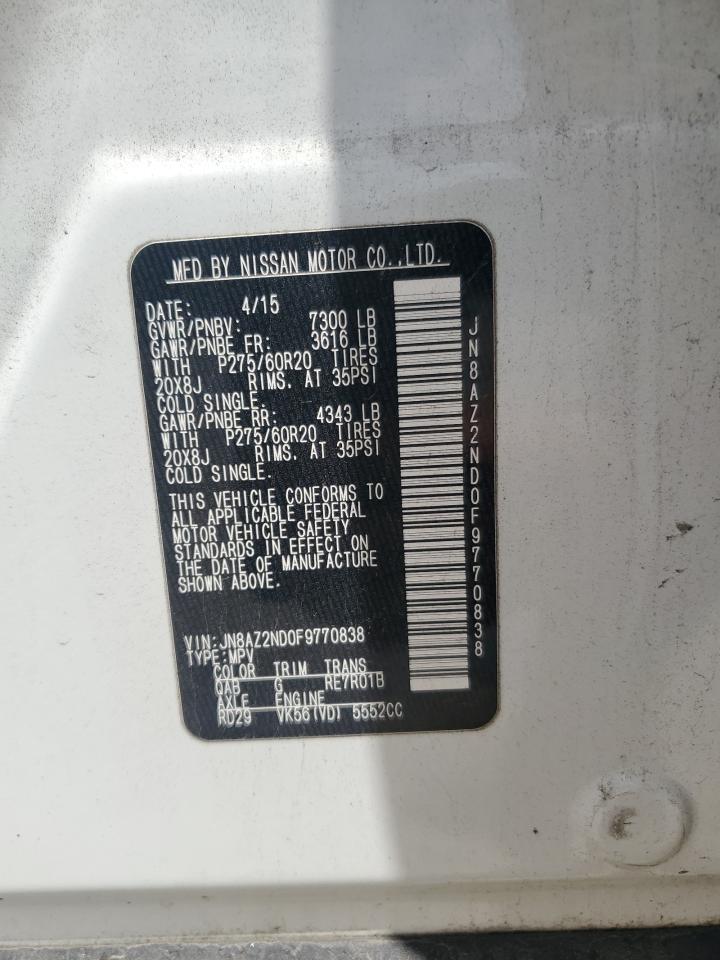 MFD BY NISSAN MOTOR CO.,LTD.
DATE: 4/15
GVWR/PNBV: 7300 LB
GAWR/PNBE FR: 3616 LB
WITH P275/60R20 TIRES
20X8J RIMS. AT 35PSI
COLD SINGLE.
GAWR/PNBE RR: 4343 LB
WITH P275/60R20 TIRES
20X8J RIMS. AT 35PSI
COLD SINGLE.
THIS VEHICLE CONFORMS TO
ALL APPLICABLE FEDERAL
MOTOR VEHICLE SAFETY
STANDARDS IN EFFECT ON
THE DATE OF MANUFACTURE
SHOWN ABOVE.
VIN:JN8AZ2ND0F9770838
TYPE:MPV
COLOR TRIM TRANS
QAB G RE7R01B
AXLE ENGINE
RD29 VK56(VD) 5552CC
JN8AZ2ND0F9770838